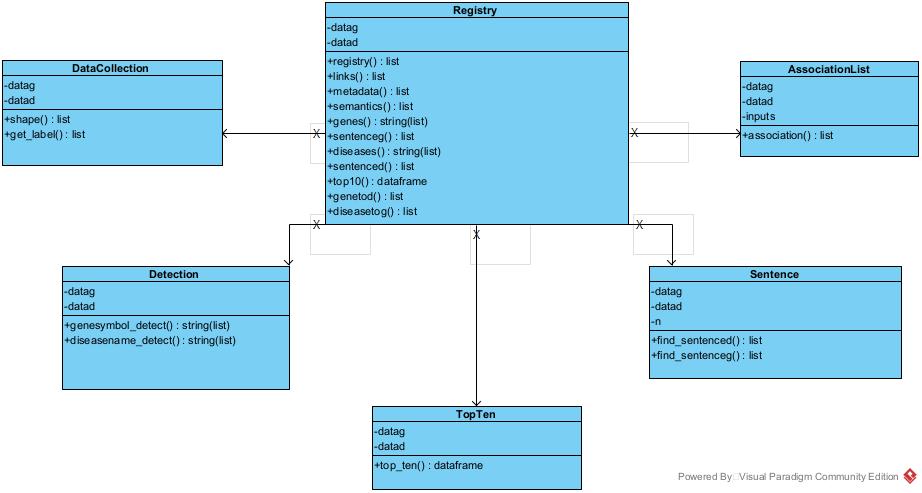 Registry
-datag
-datad
+registry() : list
+links() : list
+metadata() : list
+semantics() : list
+genes() : string(list)
+sentenceg() : list
+diseases() : string(list)
+sentenced() : list
+top10() : dataframe
+genetod() : list
+diseasetog() : list
DataCollection
-datag
-datad
+shape() : list
+get_label() : list
AssociationList
-datag
-datad
-inputs
+association() : list
X
X
X
X
X
Detection
-datag
-datad
+genesymbol_detect() : string(list)
+diseasename_detect() : string(list)
Sentence
-datag
-datad
-n
+find_sentenced() : list
+find_sentenceg() : list
TopTen
-datag
-datad
+top_ten() : dataframe
Powered By: Visual Paradigm Community Edition